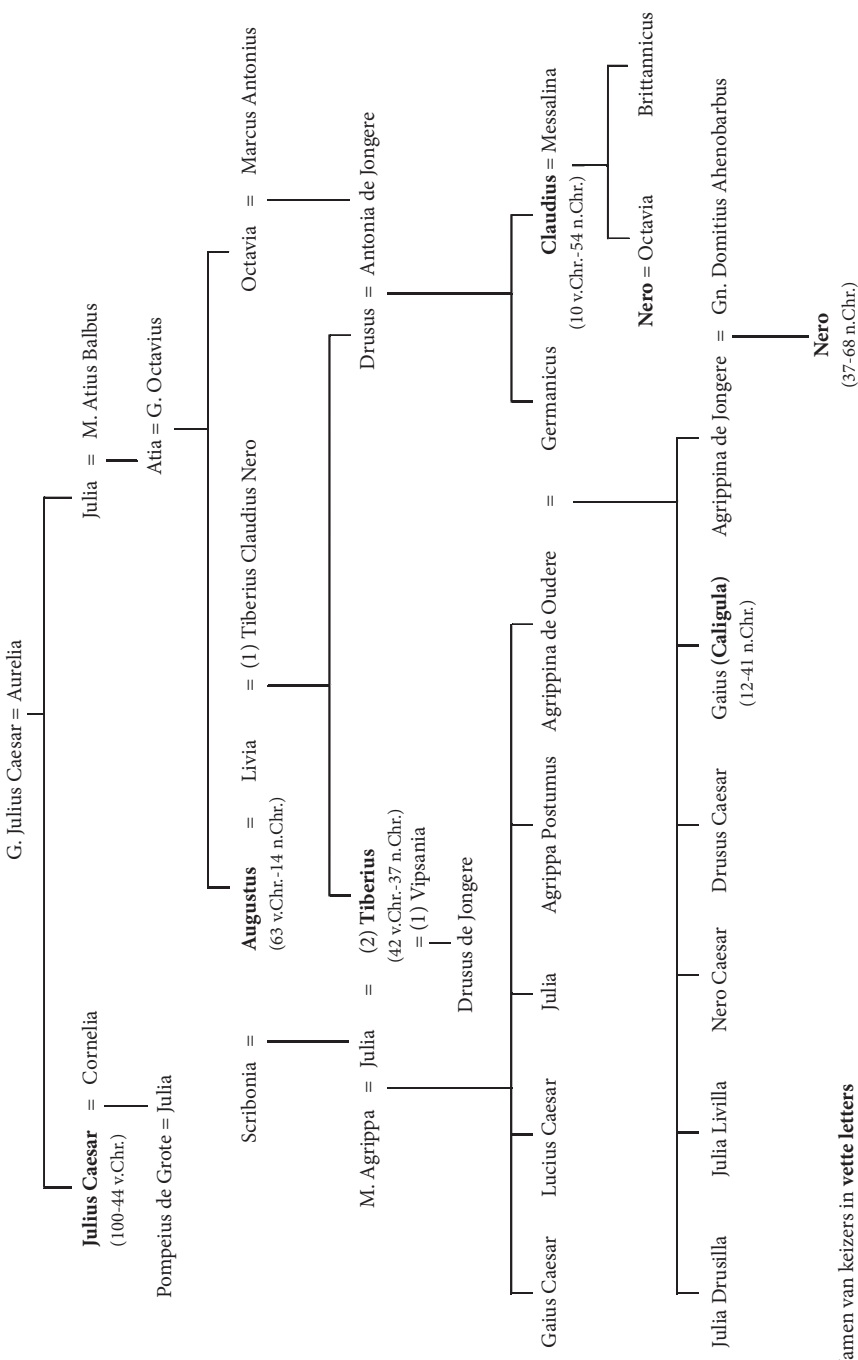 G. Julius Caesar = Aurelia
Julius Caesar = Cornelia
(100-44 v.Chr.)
Julia = M. Atius Balbus
Pompeius de Grote = Julia
Atia = G. Octavius
Scribonia =
Augustus = Livia = (1) Tiberius Claudius Nero
(63 v.Chr.-14 n.Chr.)
Octavia = Marcus Antonius
M. Agrippa = Julia = (2) Tiberius
(42 v.Chr.-37 n.Chr.)
= (1) Vipsania
Drusus de Jongere
Drusus = Antonia de Jongere
Gaius Caesar Lucius Caesar Julia Agrippa Postumus Agrippina de Oudere = Germanicus
Claudius = Messalina
(10 v.Chr.-54 n.Chr.)
Nero = Octavia Brittannicus
Julia Drusilla Julia Livilla Nero Caesar Drusus Caesar Gaius (Caligula) Agrippina de Jongere = Gn. Domitius Ahenobarbus
(12-41 n.Chr.)
Nero
(37-68 n.Chr.)
amen van keizers in vette letters